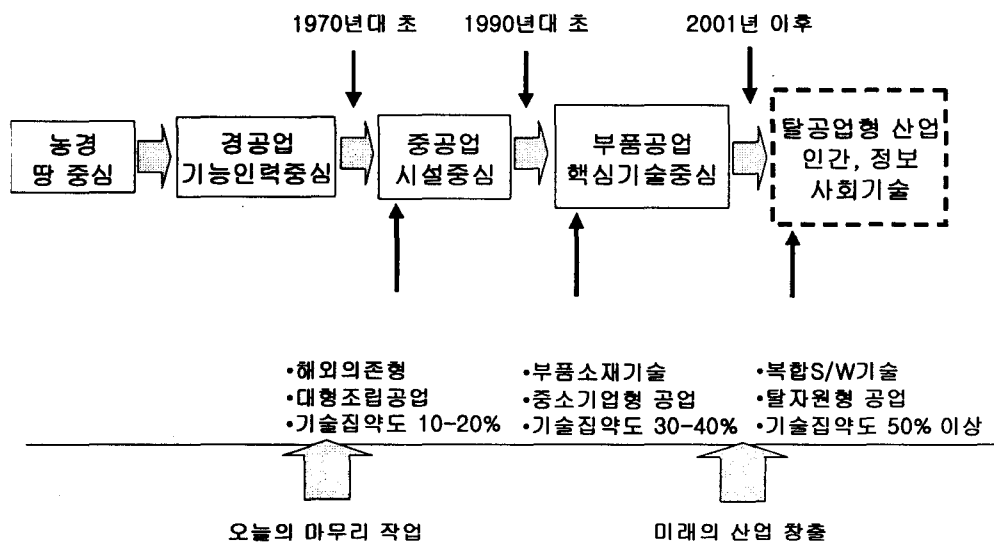 1970년대 초
1990년대 초
2001년 이후
농경
땅 중심
경공업
기능인력중심
중공업
시설중심
부품공업
핵심기술중심
탈공업형 산업
인간, 정보
사회기술
•해외의존형
•대형조립공업
•기술집약도 10-20%
•부품소재기술
•중소기업형 공업
•기술집약도 30-40%
•복합S/W기술
•탈자원형 공업
•기술집약도 50% 이상
오늘의 마무리 작업
미래의 산업 창출